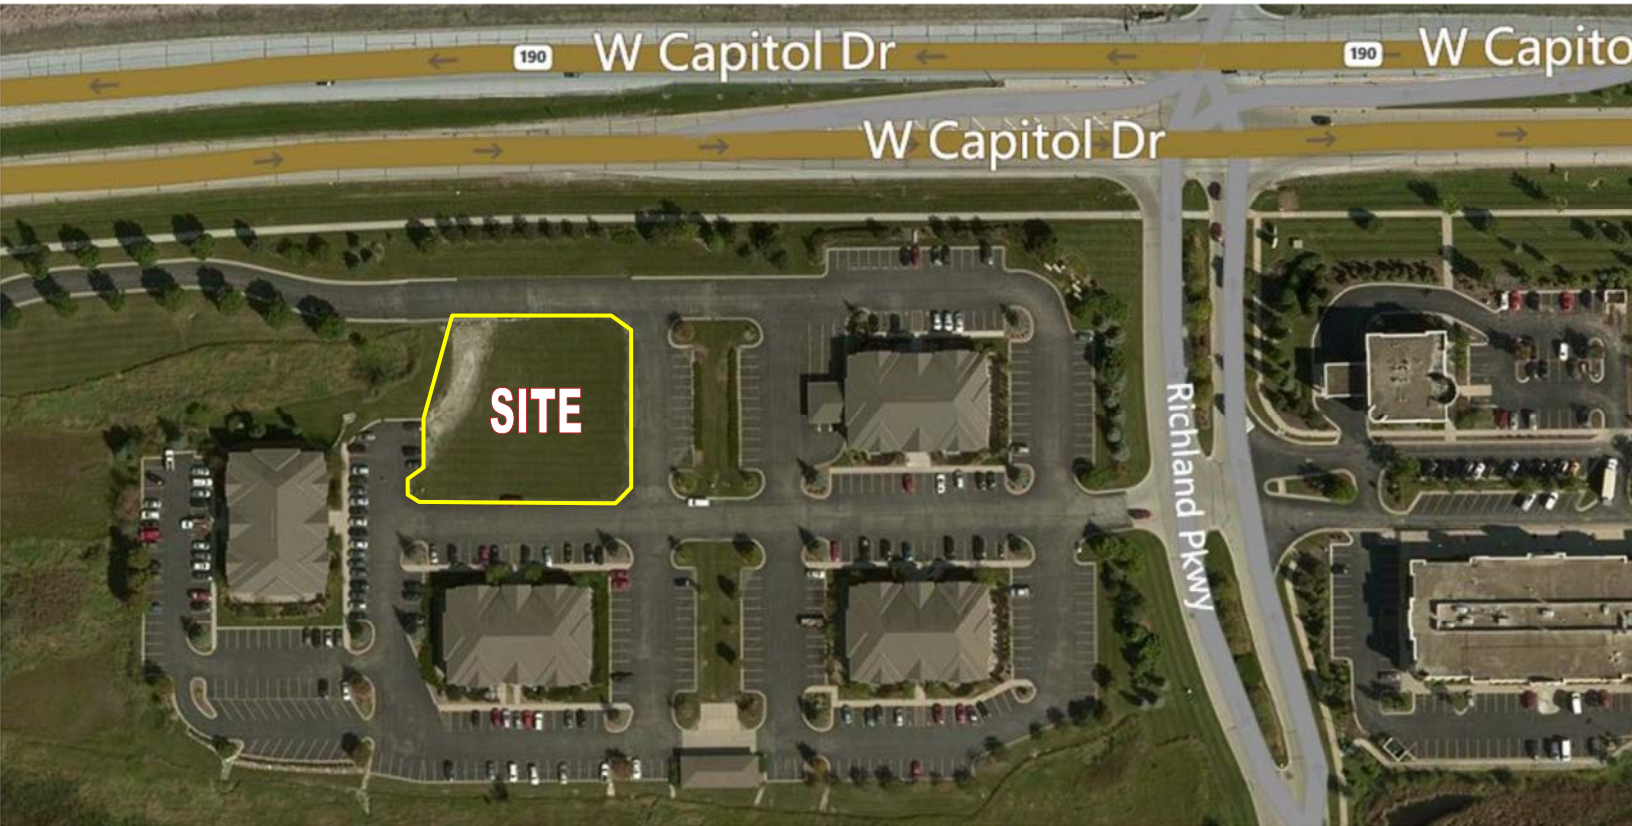 190 W Capitol Dr
190 W Capito
W Capitol Dr
SITE
Richland Pkwy